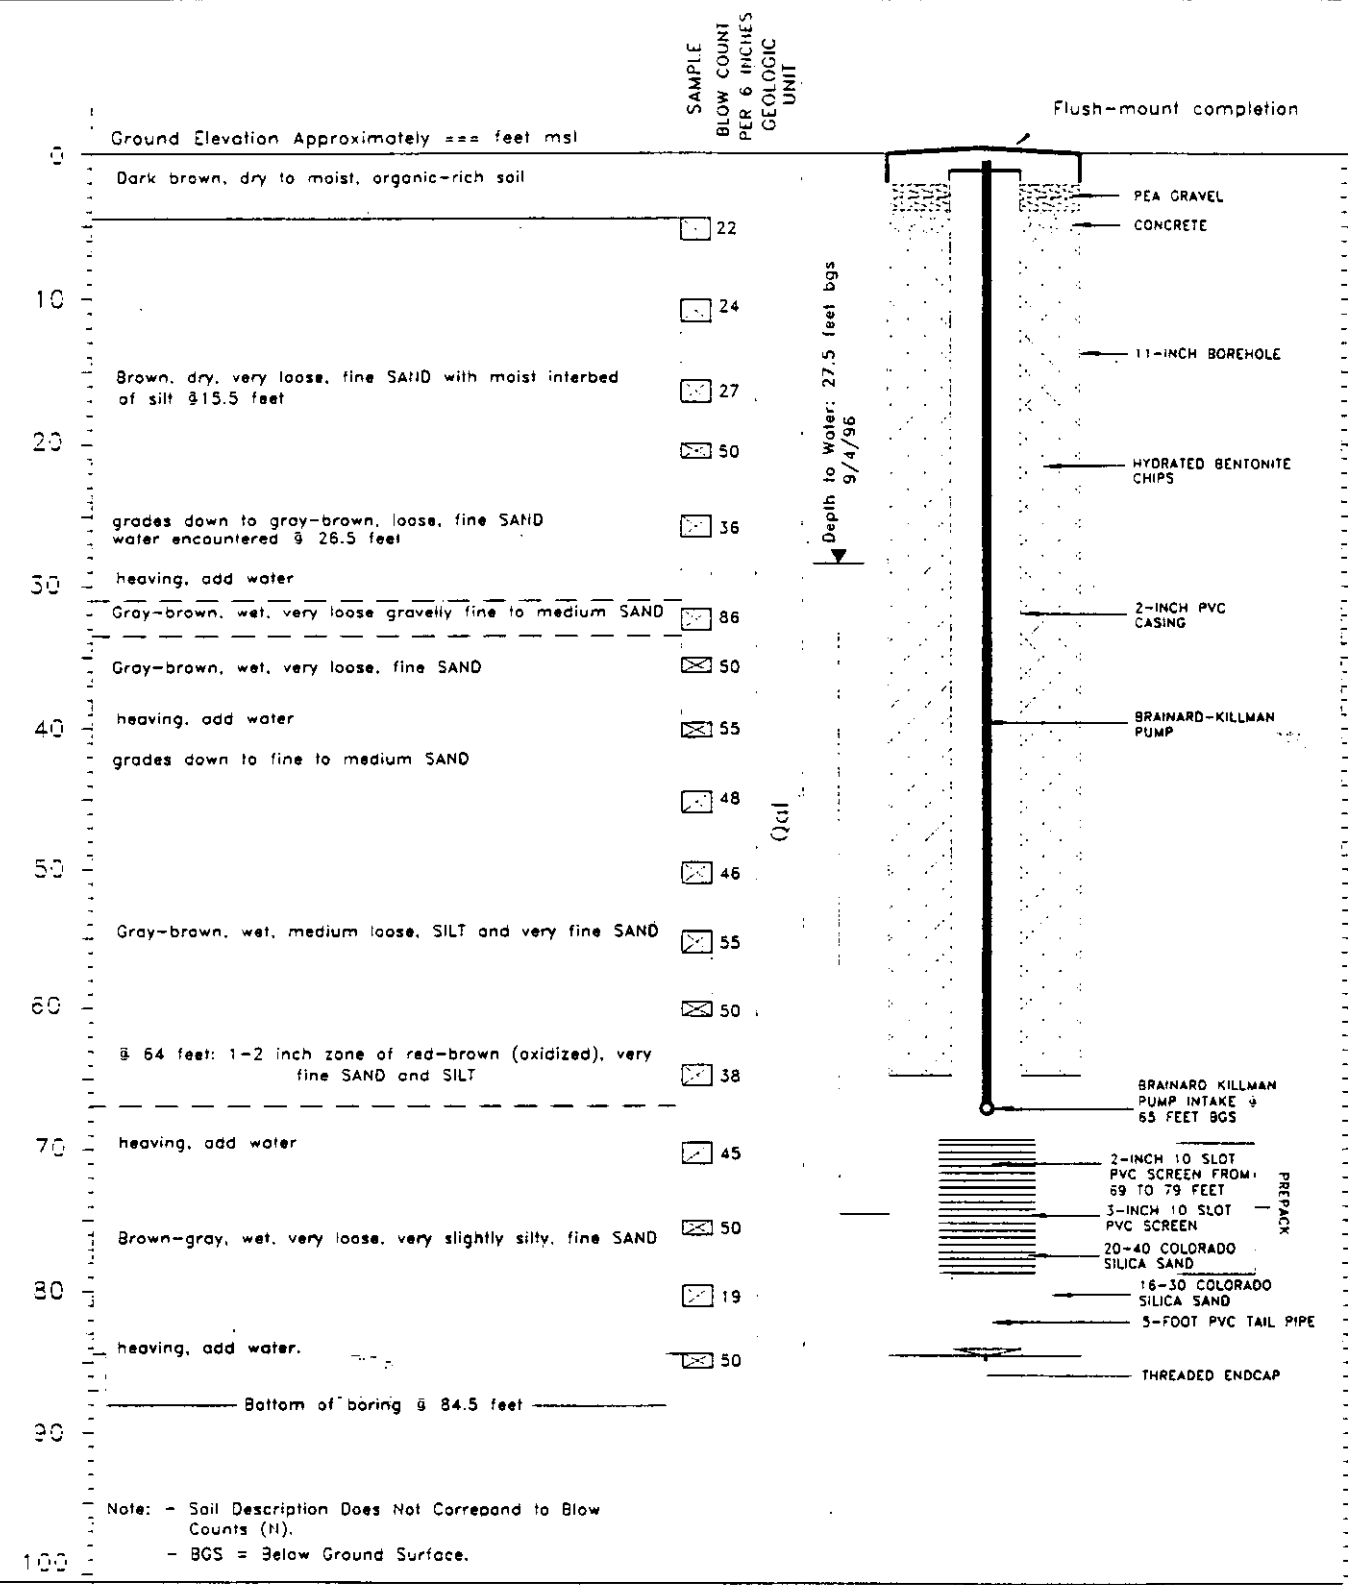 SAMPLE
BLOW COUNT
PER 6 INCHES
GEOLOGIC
UNIT
Flush-mount completion
Ground Elevation Approximately === feet msl
0
Dark brown, dry to moist, organic-rich soil
PEA GRAVEL
CONCRETE
22
10
24
Depth to Water: 27.5 feet bgs
9/4/96
11-INCH BOREHOLE
Brown, dry, very loose, fine SAND with moist interbed
of silt @15.5 feet
27
20
50
HYDRATED BENTONITE
CHIPS
grades down to gray-brown, loose, fine SAND
water encountered @ 26.5 feet
36
30
heaving, add water
Gray-brown, wet, very loose gravelly fine to medium SAND
86
2-INCH PVC
CASING
Gray-brown, wet, very loose, fine SAND
50
40
heaving, add water
55
BRAINARD-KILLMAN
PUMP
grades down to fine to medium SAND
48
Qal
50
46
Gray-brown, wet, medium loose, SILT and very fine SAND
55
60
50
@ 64 feet: 1-2 inch zone of red-brown (oxidized), very
fine SAND and SILT
38
BRAINARD KILLMAN
PUMP INTAKE @
65 FEET BGS
70
heaving, add water
45
2-INCH 10 SLOT
PVC SCREEN FROM
69 TO 79 FEET
3-INCH 10 SLOT
PVC SCREEN
PREPACK
Brown-gray, wet, very loose, very slightly silty, fine SAND
50
20-40 COLORADO
SILICA SAND
80
19
16-30 COLORADO
SILICA SAND
5-FOOT PVC TAIL PIPE
heaving, add water.
50
THREADED ENDCAP
Bottom of boring @ 84.5 feet
90
Note: - Soil Description Does Not Correpond to Blow
Counts (N).
- BGS = Below Ground Surface.
100